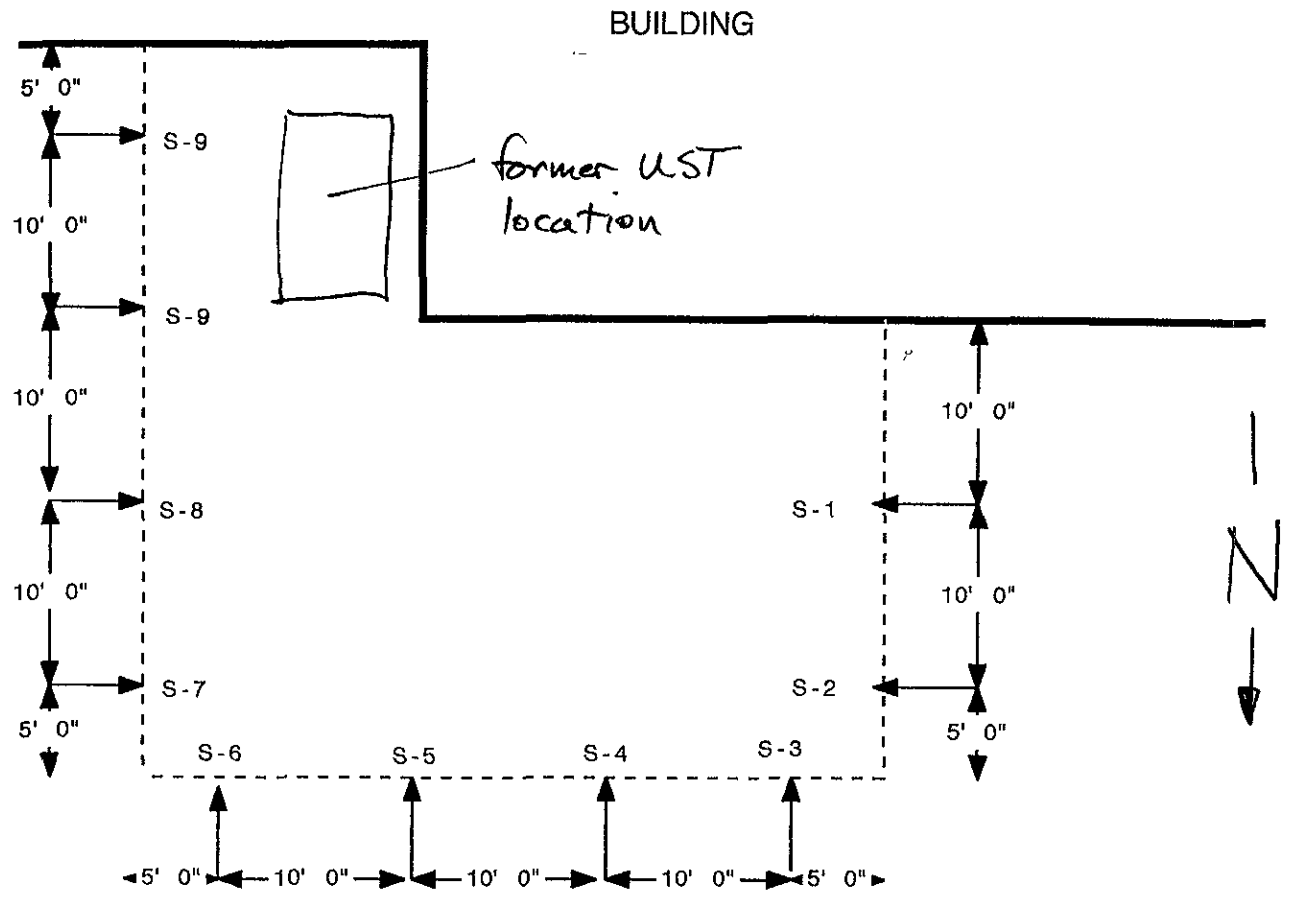 BUILDING
5' 0"
S-9
former UST
location
10' 0"
S-9
10' 0"
10' 0"
S-8
S-1
10' 0"
10' 0"
N
S-7
S-2
5' 0"
5' 0"
S-6 S-5 S-4 S-3
5' 0" 10' 0" 10' 0" 10' 0" 5' 0"